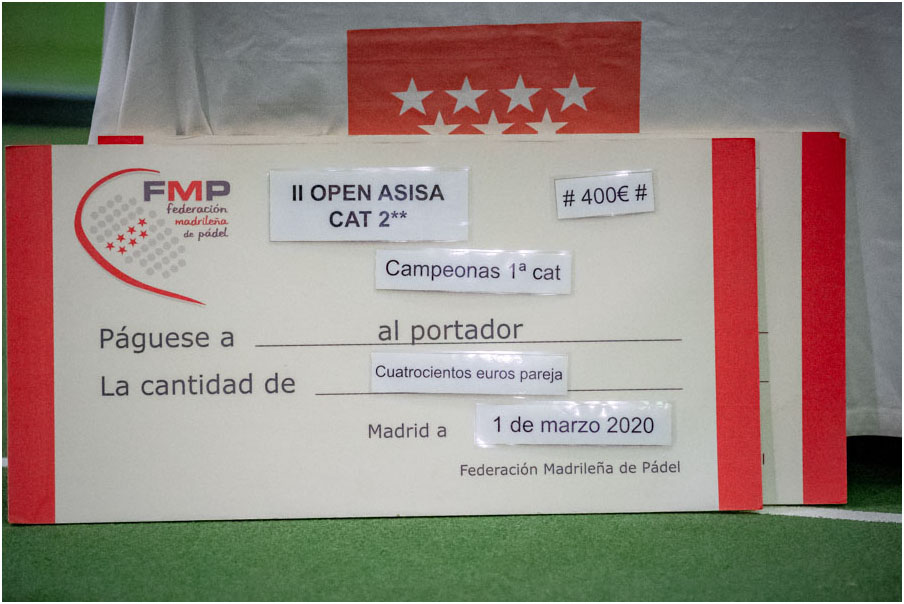 FMP
federación
madrileña
de pádel
II OPEN ASISA
CAT 2**
# 400€ #
Campeonas 1ª cat
Páguese a al portador
La cantidad de Cuatrocientos euros pareja
Madrid a 1 de marzo 2020
Federación Madrileña de Pádel